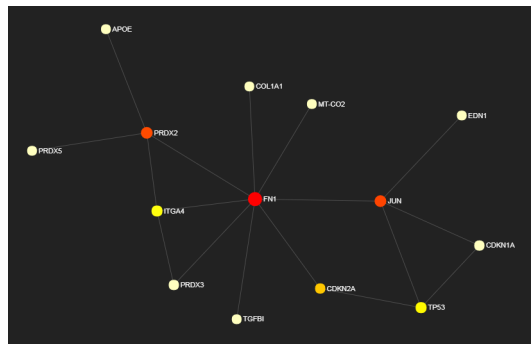 APOE
COL1A1
MT-CO2
EDN1
PRDX2
PRDX5
FN1
JUN
ITGA4
CDKN1A
PRDX3
CDKN2A
TP53
TGFBI